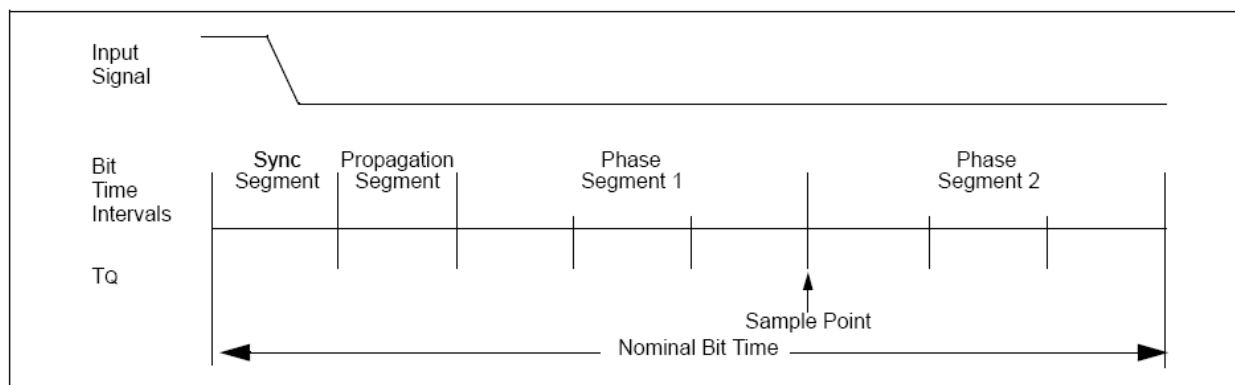 Input
Signal
Bit
Time
Intervals
Sync
Segment
Propagation
Segment
Phase
Segment 1
Phase
Segment 2
TQ
Sample Point
Nominal Bit Time